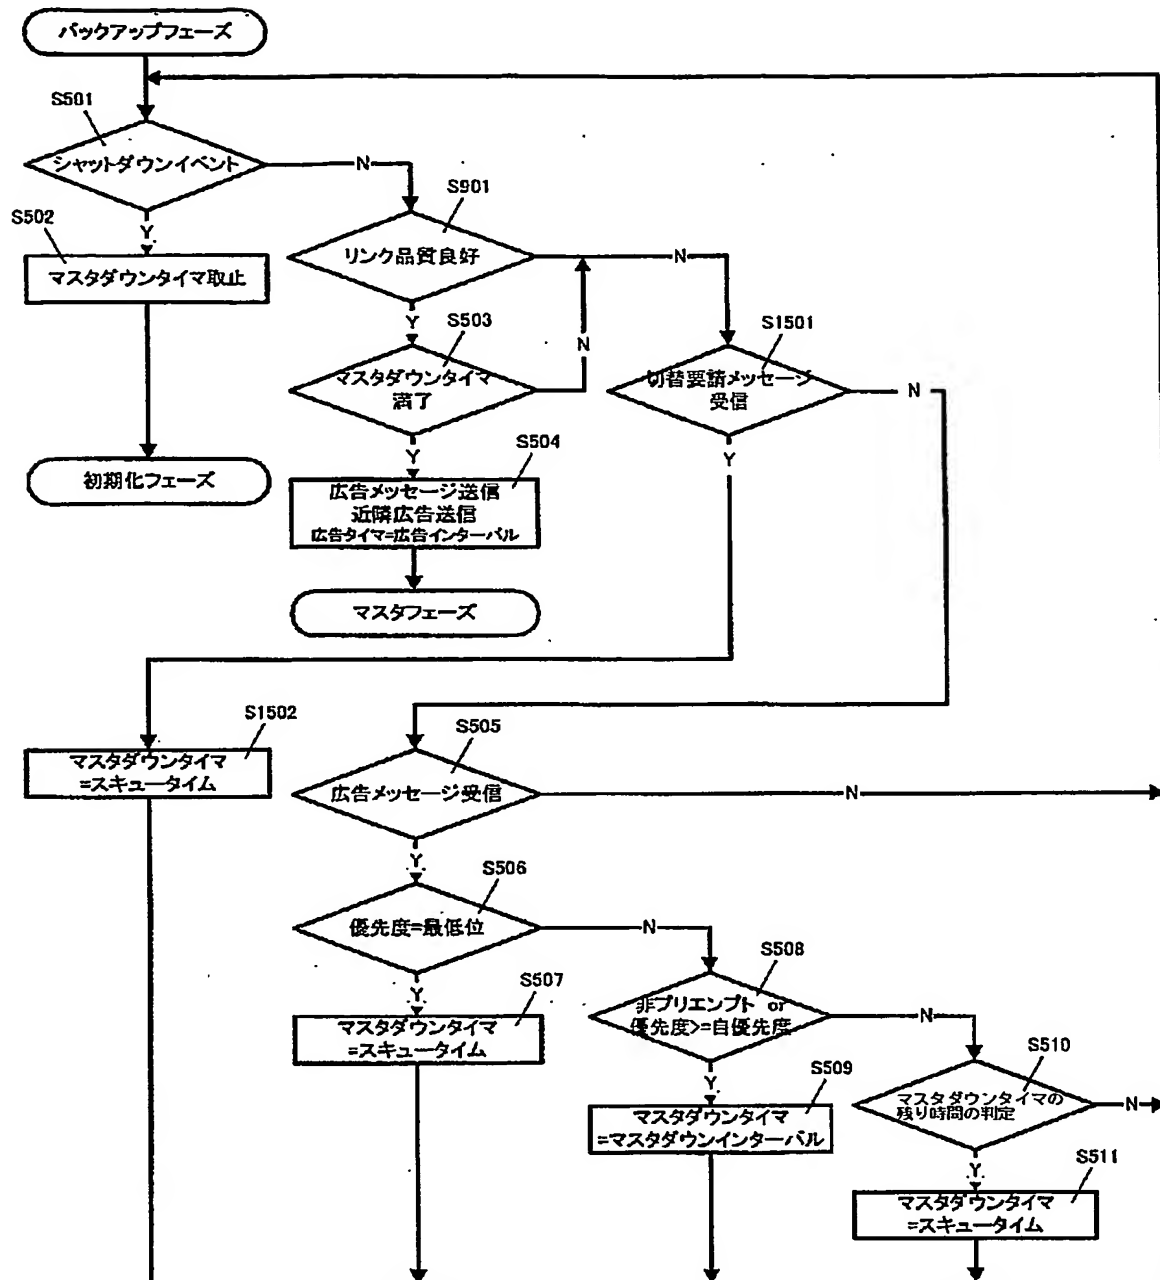 バックアップフェーズ
S501
シャットダウンイベント
N
S901
S502
Y
リンク品質良好
N
マスタダウンタイマ取止
Y
S503
N
S1501
マスタダウンタイマ
満了
切替要請メッセージ
受信
N
Y
S504
Y
初期化フェーズ
広告メッセージ送信
近隣広告送信
広告タイマ=広告インターバル
マスタフェーズ
S1502
S505
マスタダウンタイマ
=スキュータイム
広告メッセージ受信
N
Y
S506
優先度=最低位
N
S508
Y
S507
非プリエンプト or
優先度>=自優先度
N
マスタダウンタイマ
=スキュータイム
S510
Y
S509
マスタダウンタイマの
残り時間の判定
N
マスタダウンタイマ
=マスタダウンインターバル
Y
S511
マスタダウンタイマ
=スキュータイム